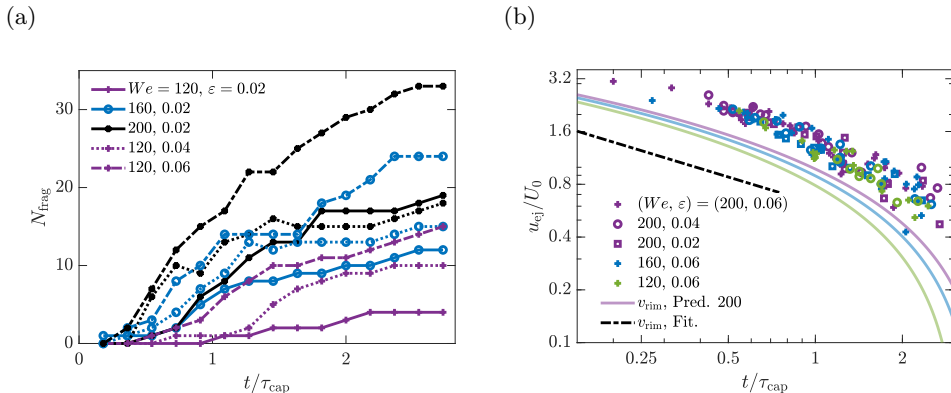 (a)
(b)
N_frag
30
20
10
0
We = 120, ε = 0.02
160, 0.02
200, 0.02
120, 0.04
120, 0.06
0
1
2
t/τ_cap
u_ej/U_0
3.2
1.6
0.8
0.4
0.2
0.1
(We, ε) = (200, 0.06)
200, 0.04
200, 0.02
160, 0.06
120, 0.06
v_rim, Pred. 200
v_rim, Fit.
0.25
0.5
1
2
t/τ_cap